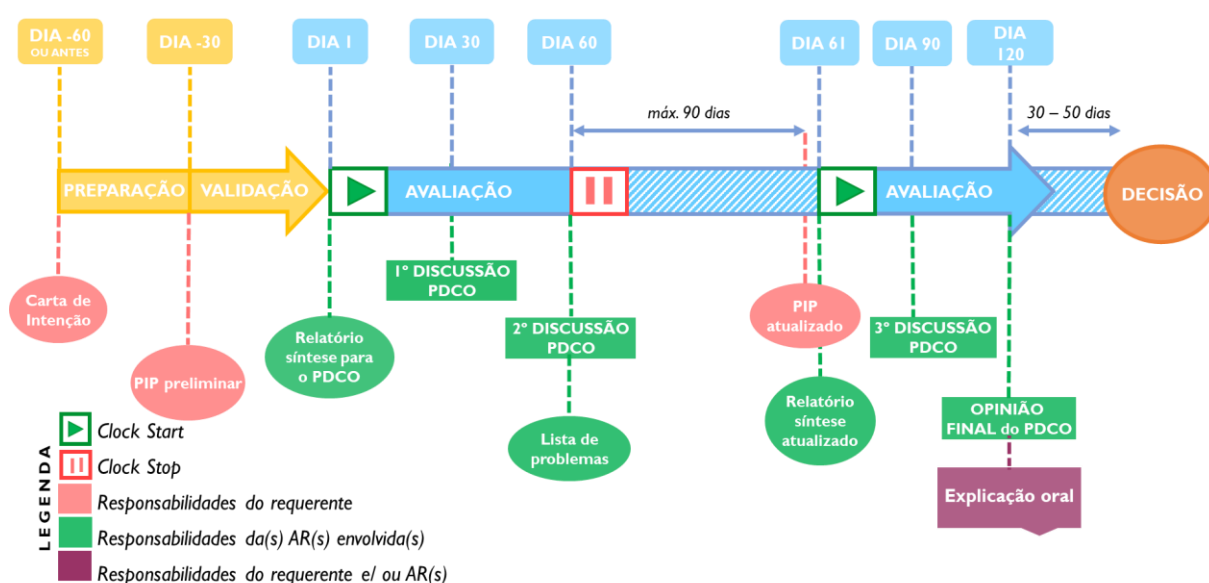 DIA -60
OU ANTES
DIA -30
DIA 1
DIA 30
DIA 60
DIA 61
DIA 90
DIA
120
máx. 90 dias
30 – 50 dias
PREPARAÇÃO
VALIDAÇÃO
AVALIAÇÃO
AVALIAÇÃO
DECISÃO
Carta de
Intenção
PIP preliminar
Relatório
síntese para
o PDCO
1º DISCUSSÃO
PDCO
2º DISCUSSÃO
PDCO
Lista de
problemas
PIP
atualizado
Relatório
síntese
atualizado
3º DISCUSSÃO
PDCO
OPINIÃO
FINAL do PDCO
Explicação oral
LEGENDA
Clock Start
Clock Stop
Responsabilidades do requerente
Responsabilidades da(s) AR(s) envolvida(s)
Responsabilidades do requerente e/ ou AR(s)